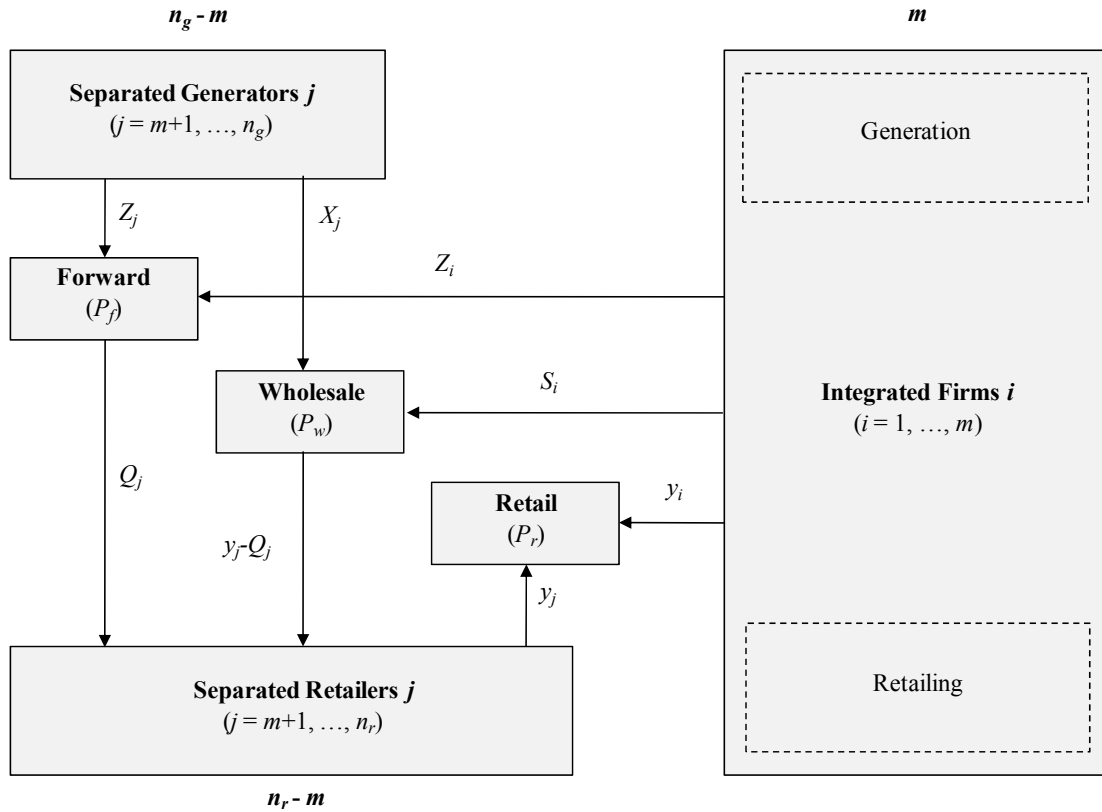 n_g - m
m
Separated Generators j
(j = m+1, …, n_g)
Generation
Z_j
X_j
Z_i
Forward
(P_f)
Wholesale
(P_w)
S_i
Integrated Firms i
(i = 1, …, m)
Q_j
Retail
(P_r)
y_i
y_j-Q_j
y_j
Separated Retailers j
(j = m+1, …, n_r)
Retailing
n_r - m